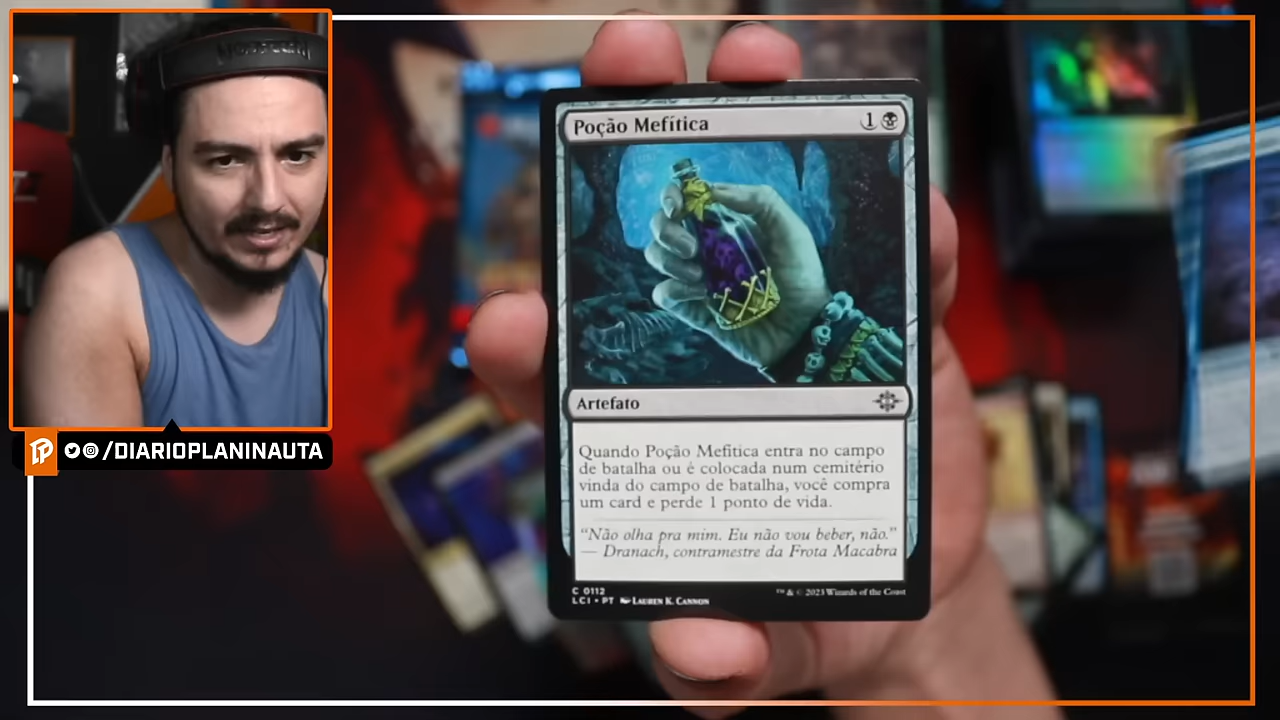 /DIARIOPLANINAUTA
Poção Mefítica 1
Artefato
Quando Poção Mefítica entra no campo
de batalha ou é colocada num cemitério
vinda do campo de batalha, você compra
um card e perde 1 ponto de vida.
“Não olha pra mim. Eu não vou beber, não.”
— Dranach, contramestre da Frota Macabra
C 0112
LCI • PT Lauren K. Cannon
™ & © 2023 Wizards of the Coast